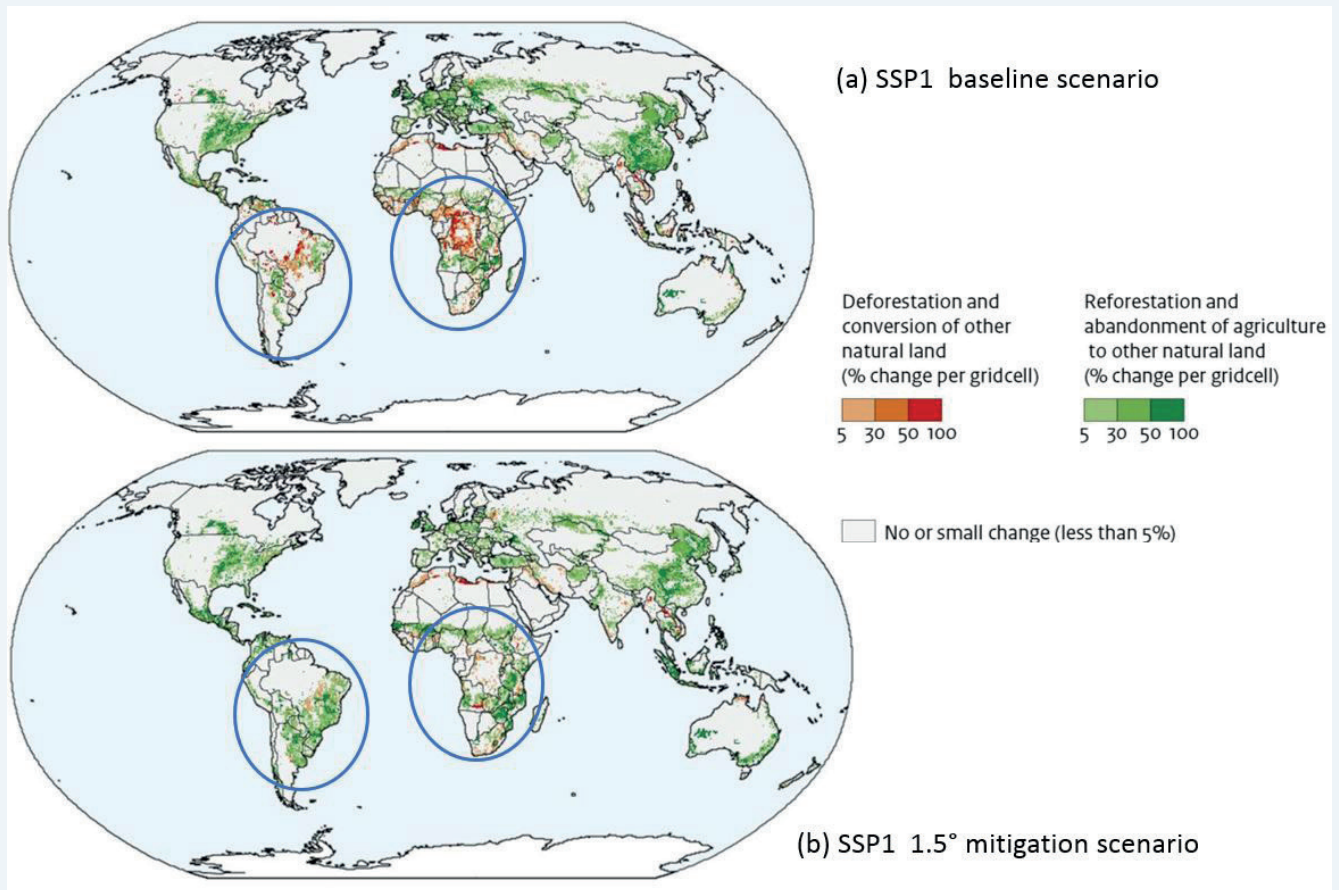 (a) SSP1 baseline scenario
Deforestation and
conversion of other
natural land
(% change per gridcell)
5 30 50 100
Reforestation and
abandonment of agriculture
to other natural land
(% change per gridcell)
5 30 50 100
No or small change (less than 5%)
(b) SSP1 1.5° mitigation scenario